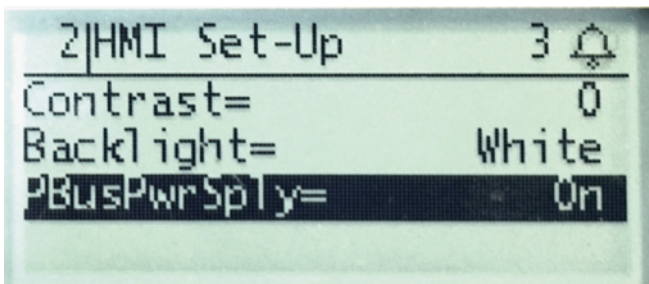 2|HMI Set-Up 3
Contrast= 0
Backlight= White
PBusPwrSply= On